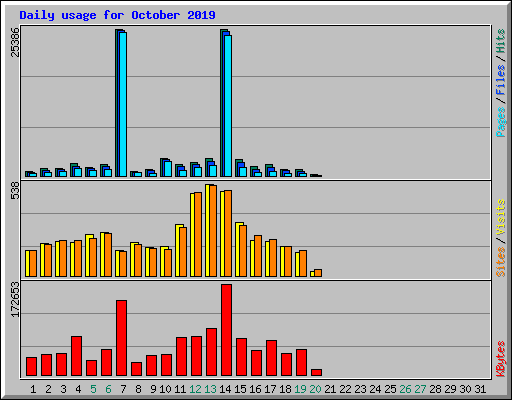 Daily usage for October 2019
25386
Pages / Files / Hits
538
Sites / Visits
172653
KBytes
1 2 3 4 5 6 7 8 9 10 11 12 13 14 15 16 17 18 19 20 21 22 23 24 25 26 27 28 29 30 31